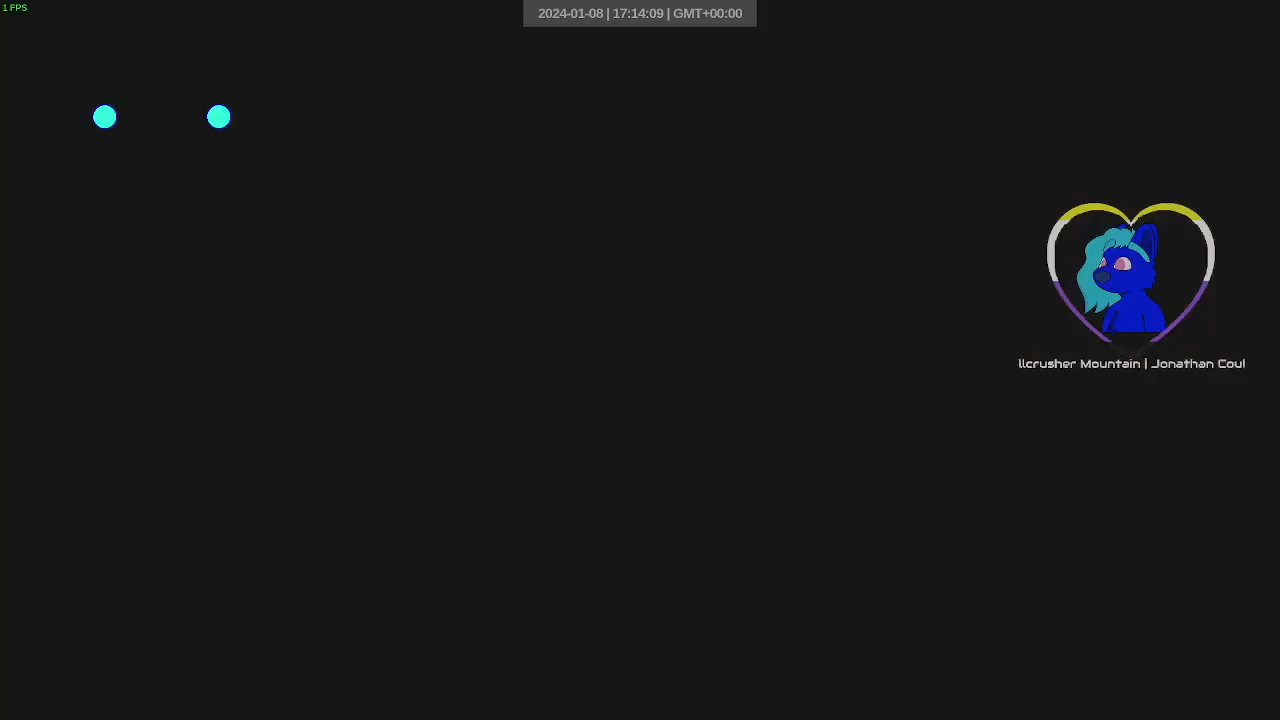 1 FPS
2024-01-08 | 17:14:09 | GMT+00:00
llcrusher Mountain | Jonathan Coul